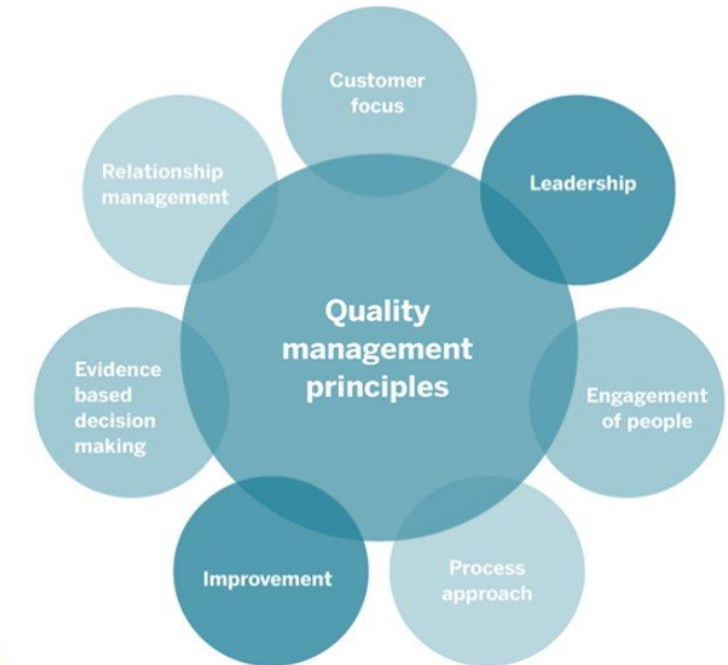 Customer
focus
Leadership
Engagement
of people
Process
approach
Improvement
Evidence
based
decision
making
Relationship
management
Quality
management
principles